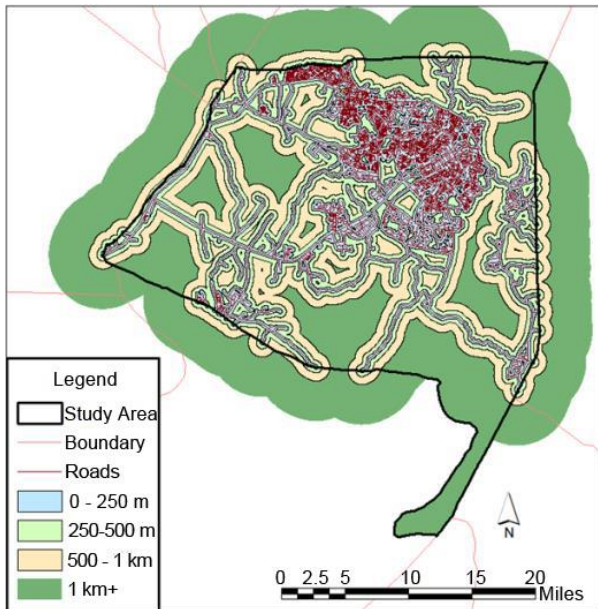 Legend
Study Area
Boundary
Roads
0 - 250 m
250-500 m
500 - 1 km
1 km+
N
0 2.5 5 10 15 20
Miles